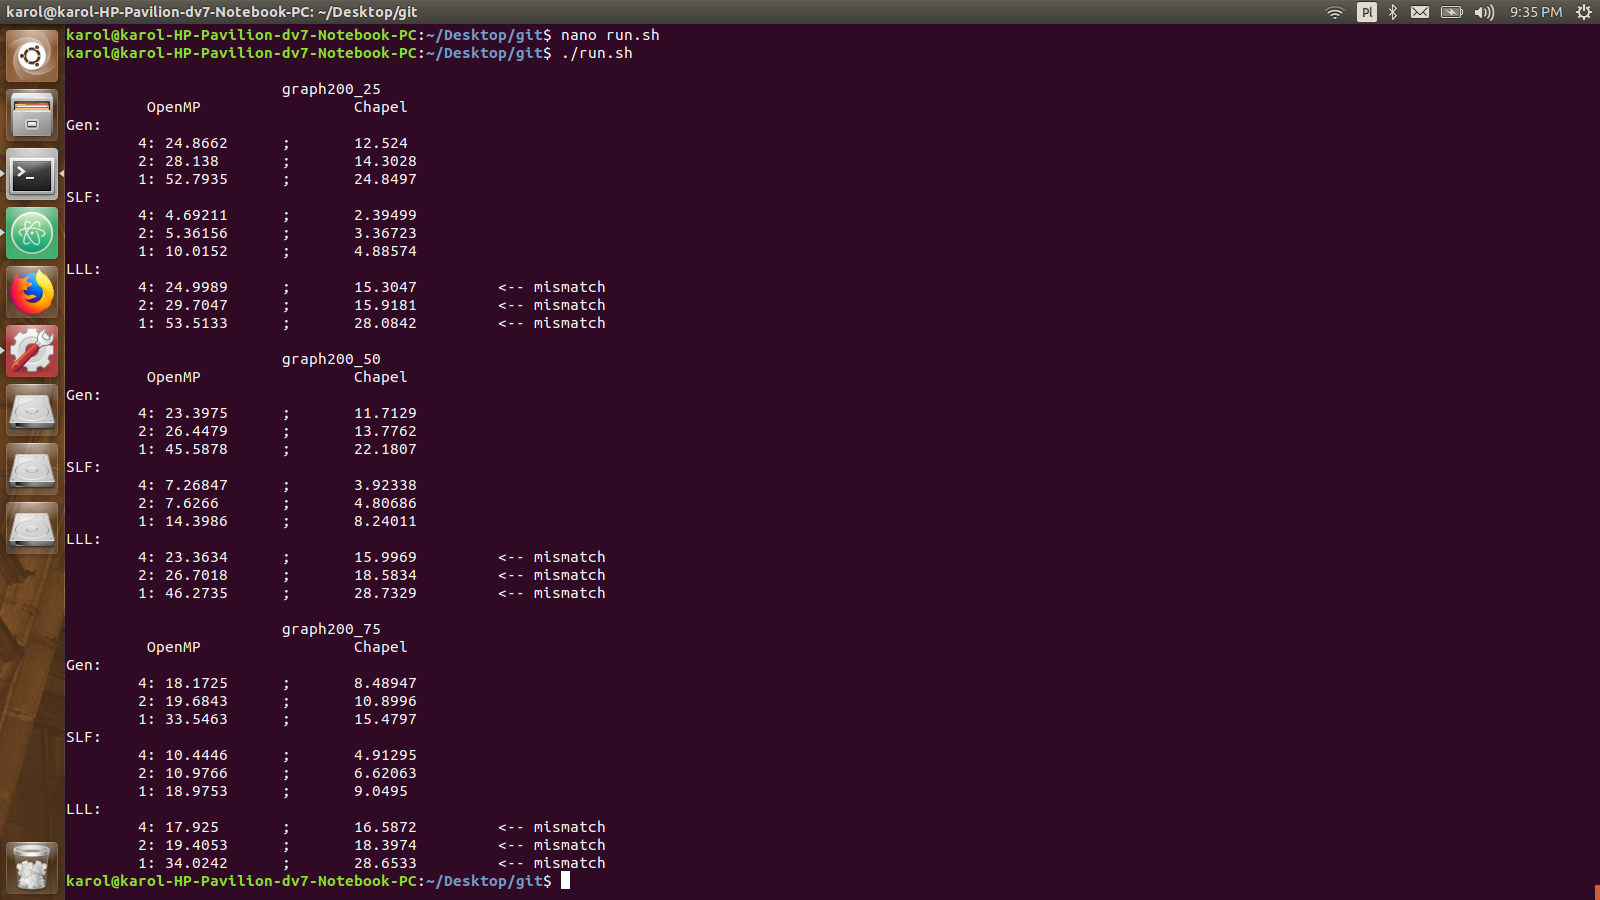 karol@karol-HP-Pavilion-dv7-Notebook-PC: ~/Desktop/git Pl 9:35 PM
karol@karol-HP-Pavilion-dv7-Notebook-PC:~/Desktop/git$ nano run.sh
karol@karol-HP-Pavilion-dv7-Notebook-PC:~/Desktop/git$ ./run.sh
graph200_25
OpenMP Chapel
Gen:
4: 24.8662 ; 12.524
2: 28.138 ; 14.3028
1: 52.7935 ; 24.8497
SLF:
4: 4.69211 ; 2.39499
2: 5.36156 ; 3.36723
1: 10.0152 ; 4.88574
LLL:
4: 24.9989 ; 15.3047 <-- mismatch
2: 29.7047 ; 15.9181 <-- mismatch
1: 53.5133 ; 28.0842 <-- mismatch
graph200_50
OpenMP Chapel
Gen:
4: 23.3975 ; 11.7129
2: 26.4479 ; 13.7762
1: 45.5878 ; 22.1807
SLF:
4: 7.26847 ; 3.92338
2: 7.6266 ; 4.80686
1: 14.3986 ; 8.24011
LLL:
4: 23.3634 ; 15.9969 <-- mismatch
2: 26.7018 ; 18.5834 <-- mismatch
1: 46.2735 ; 28.7329 <-- mismatch
graph200_75
OpenMP Chapel
Gen:
4: 18.1725 ; 8.48947
2: 19.6843 ; 10.8996
1: 33.5463 ; 15.4797
SLF:
4: 10.4446 ; 4.91295
2: 10.9766 ; 6.62063
1: 18.9753 ; 9.0495
LLL:
4: 17.925 ; 16.5872 <-- mismatch
2: 19.4053 ; 18.3974 <-- mismatch
1: 34.0242 ; 28.6533 <-- mismatch
karol@karol-HP-Pavilion-dv7-Notebook-PC:~/Desktop/git$